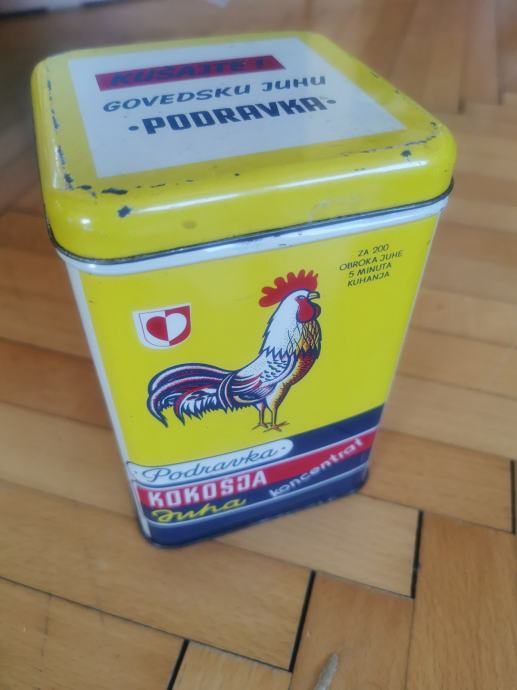 KUŠAJTE!
GOVEDSKU JUHU
•PODRAVKA•
ZA 200
OBROKA JUHE
5 MINUTA
KUHANJA
Podravka
KOKOŠJA koncentrat
Juha